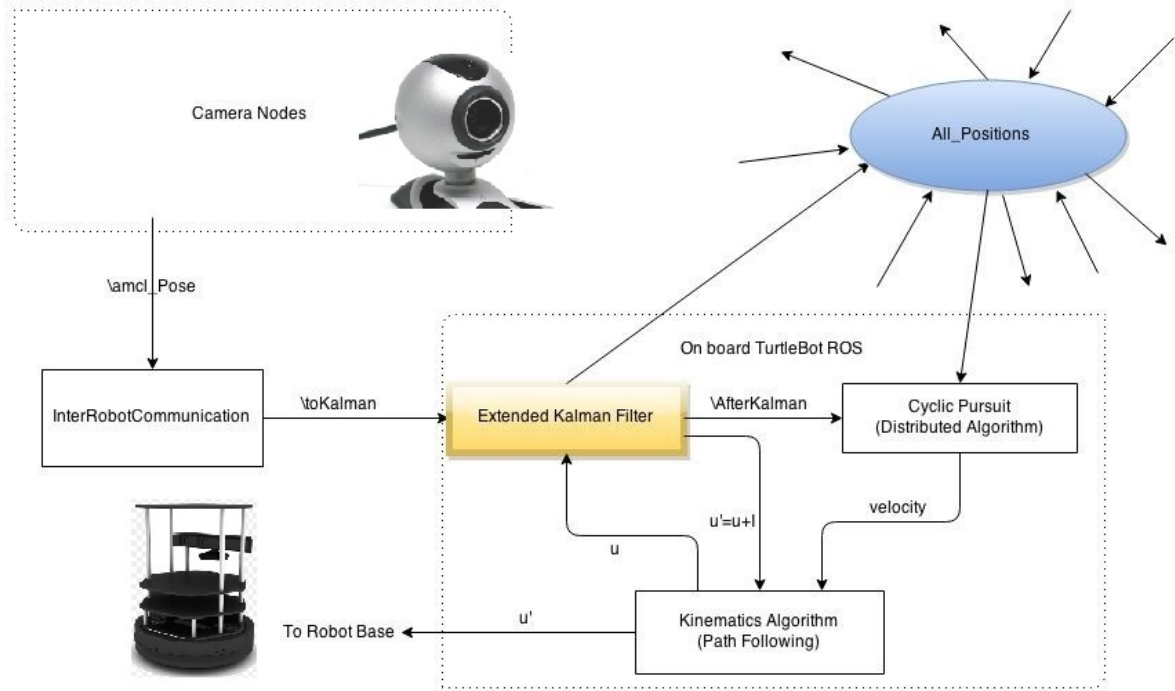 Camera Nodes
All_Positions
\amcl_Pose
On board TurtleBot ROS
InterRobotCommunication
\toKalman
Extended Kalman Filter
\AfterKalman
Cyclic Pursuit
(Distributed Algorithm)
velocity
u'=u+l
u
Kinematics Algorithm
(Path Following)
u'
To Robot Base